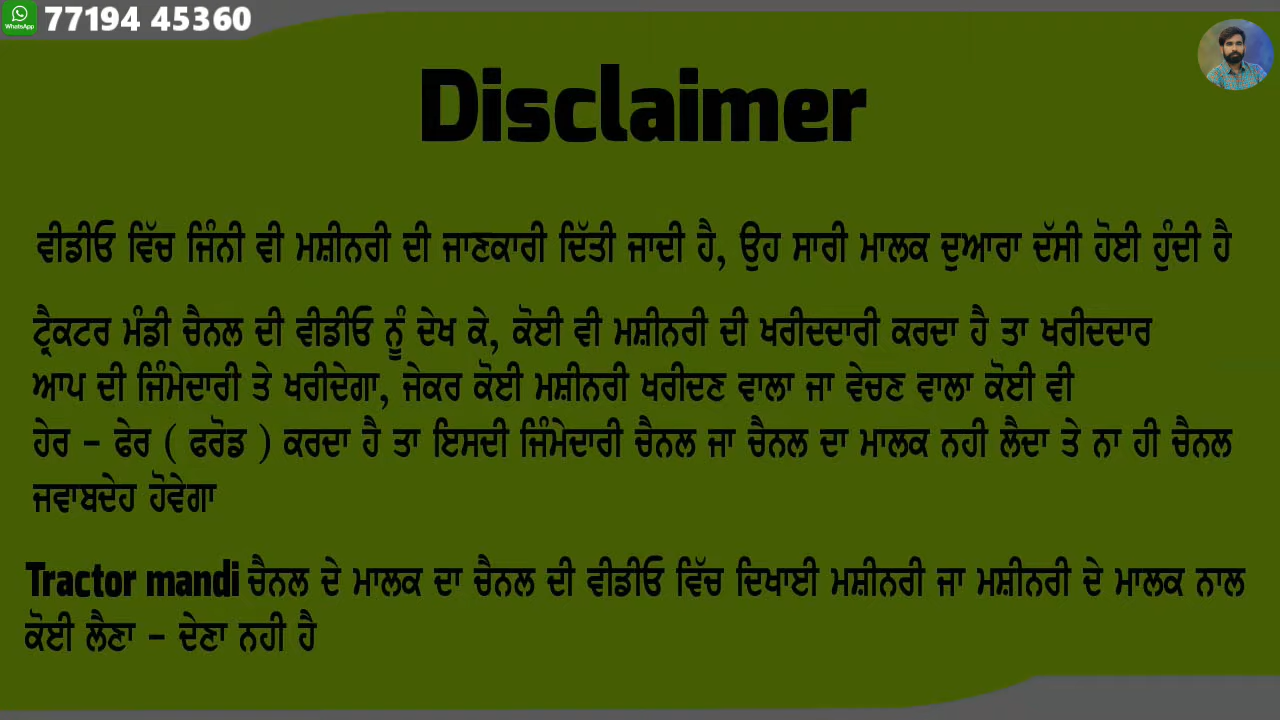 WhatsApp
77194 45360
Disclaimer
ਵੀਡੀਓ ਵਿੱਚ ਜਿੰਨੀ ਵੀ ਮਸ਼ੀਨਰੀ ਦੀ ਜਾਣਕਾਰੀ ਦਿੱਤੀ ਜਾਦੀ ਹੈ, ਉਹ ਸਾਰੀ ਮਾਲਕ ਦੁਆਰਾ ਦੱਸੀ ਹੋਈ ਹੁੰਦੀ ਹੈ
ਟ੍ਰੈਕਟਰ ਮੰਡੀ ਚੈਨਲ ਦੀ ਵੀਡੀਓ ਨੂੰ ਦੇਖ ਕੇ, ਕੋਈ ਵੀ ਮਸ਼ੀਨਰੀ ਦੀ ਖਰੀਦਦਾਰੀ ਕਰਦਾ ਹੈ ਤਾ ਖਰੀਦਦਾਰ
ਆਪ ਦੀ ਜਿੰਮੇਦਾਰੀ ਤੇ ਖਰੀਦੇਗਾ, ਜੇਕਰ ਕੋਈ ਮਸ਼ੀਨਰੀ ਖਰੀਦਣ ਵਾਲਾ ਜਾ ਵੇਚਣ ਵਾਲਾ ਕੋਈ ਵੀ
ਹੇਰ - ਫੇਰ ( ਫਰੋਡ ) ਕਰਦਾ ਹੈ ਤਾ ਇਸਦੀ ਜਿੰਮੇਦਾਰੀ ਚੈਨਲ ਜਾ ਚੈਨਲ ਦਾ ਮਾਲਕ ਨਹੀ ਲੈਦਾ ਤੇ ਨਾ ਹੀ ਚੈਨਲ
ਜਵਾਬਦੇਹ ਹੋਵੇਗਾ
Tractor mandi ਚੈਨਲ ਦੇ ਮਾਲਕ ਦਾ ਚੈਨਲ ਦੀ ਵੀਡੀਓ ਵਿੱਚ ਦਿਖਾਈ ਮਸ਼ੀਨਰੀ ਜਾ ਮਸ਼ੀਨਰੀ ਦੇ ਮਾਲਕ ਨਾਲ
ਕੋਈ ਲੈਣਾ - ਦੇਣਾ ਨਹੀ ਹੈ